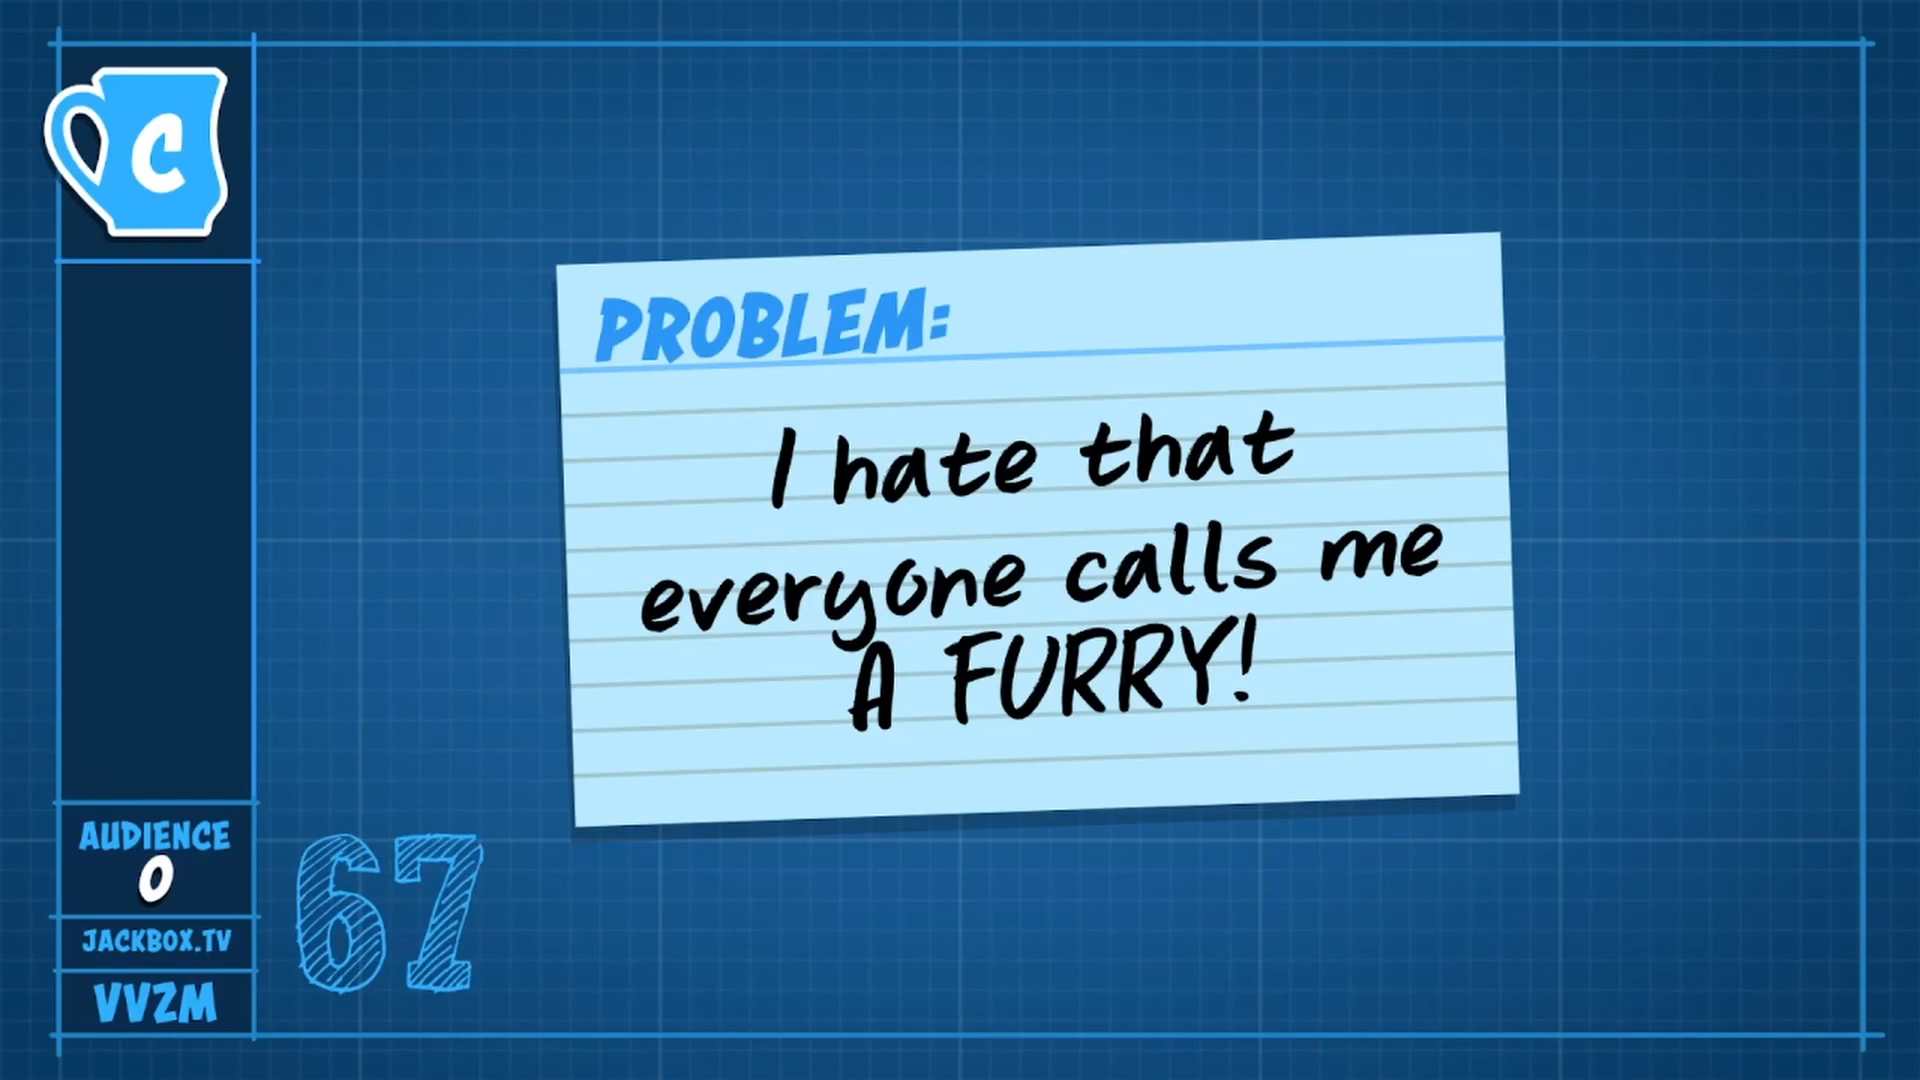 C
PROBLEM:
I hate that
everyone calls me
A FURRY!
AUDIENCE
0
JACKBOX.TV
VVZM
67